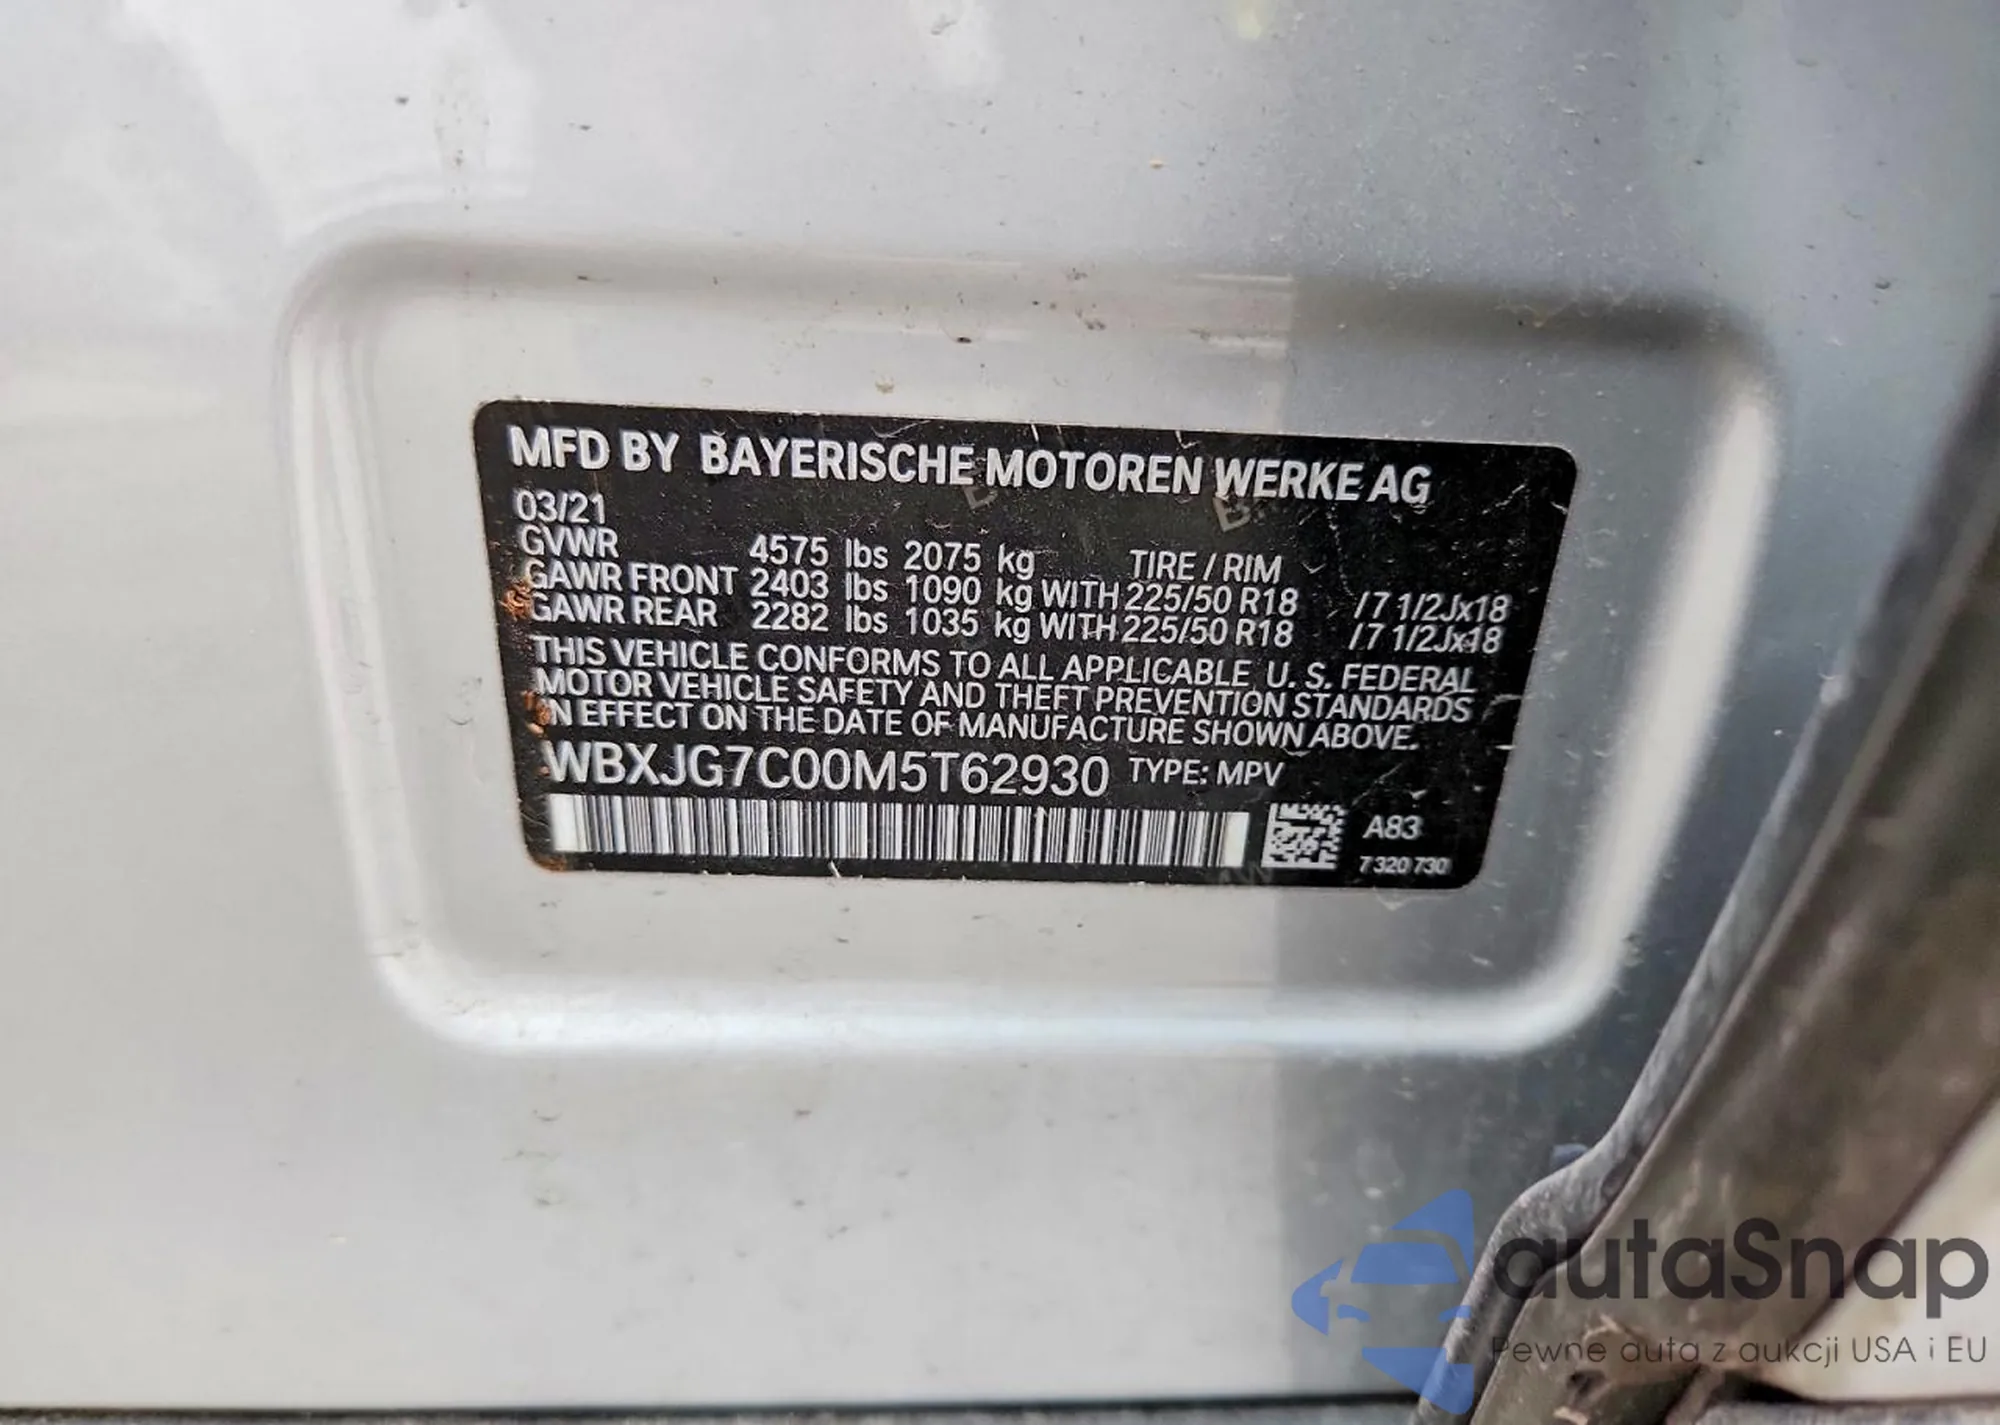 MFD BY BAYERISCHE MOTOREN WERKE AG
03/21
GVWR 4575 lbs 2075 kg TIRE / RIM
GAWR FRONT 2403 lbs 1090 kg WITH 225/50 R18 /7 1/2Jx18
GAWR REAR 2282 lbs 1035 kg WITH 225/50 R18 /7 1/2Jx18
THIS VEHICLE CONFORMS TO ALL APPLICABLE U. S. FEDERAL
MOTOR VEHICLE SAFETY AND THEFT PREVENTION STANDARDS
IN EFFECT ON THE DATE OF MANUFACTURE SHOWN ABOVE.
WBXJG7C00M5T62930 TYPE: MPV
A83
7 320 730
autaSnap
Pewne auta z aukcji USA i EU